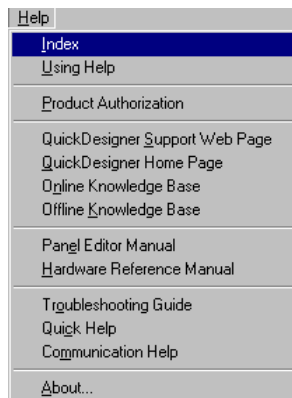 Help
Index
Using Help
Product Authorization
QuickDesigner Support Web Page
QuickDesigner Home Page
Online Knowledge Base
Offline Knowledge Base
Panel Editor Manual
Hardware Reference Manual
Troubleshooting Guide
Quick Help
Communication Help
About...